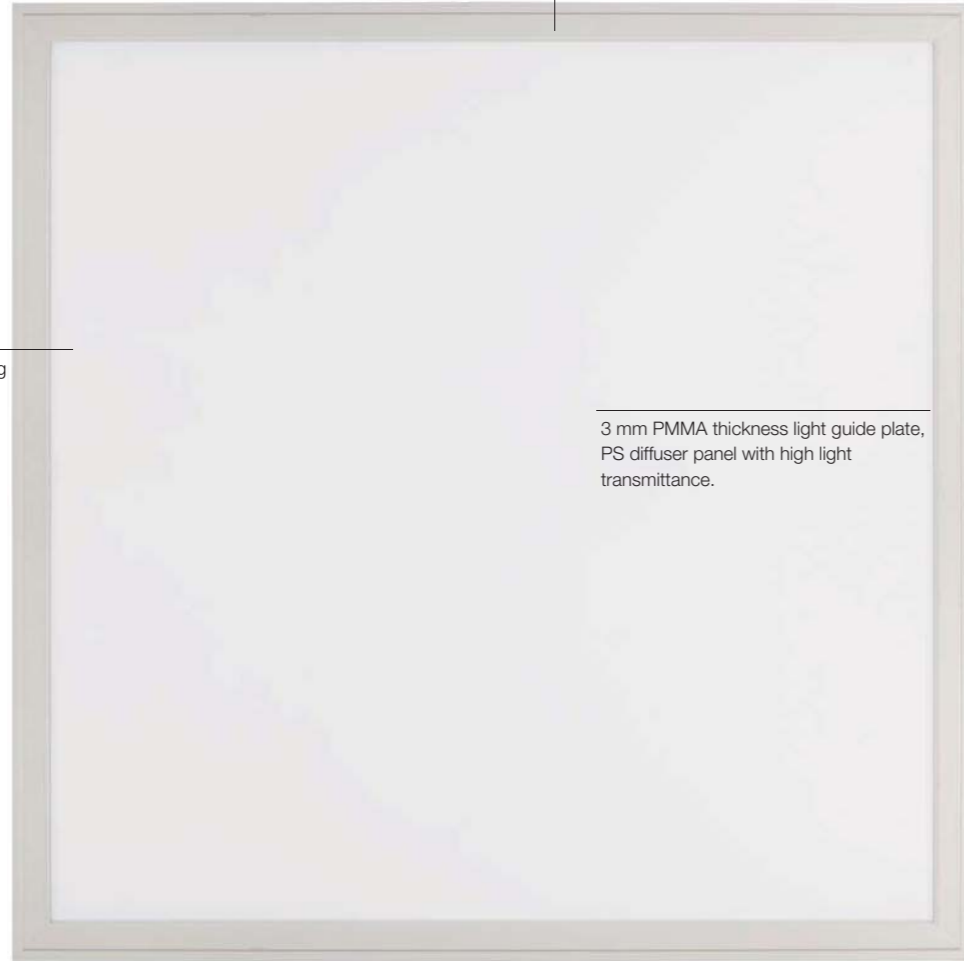 3 mm PMMA thickness light guide plate,
PS diffuser panel with high light
transmittance.